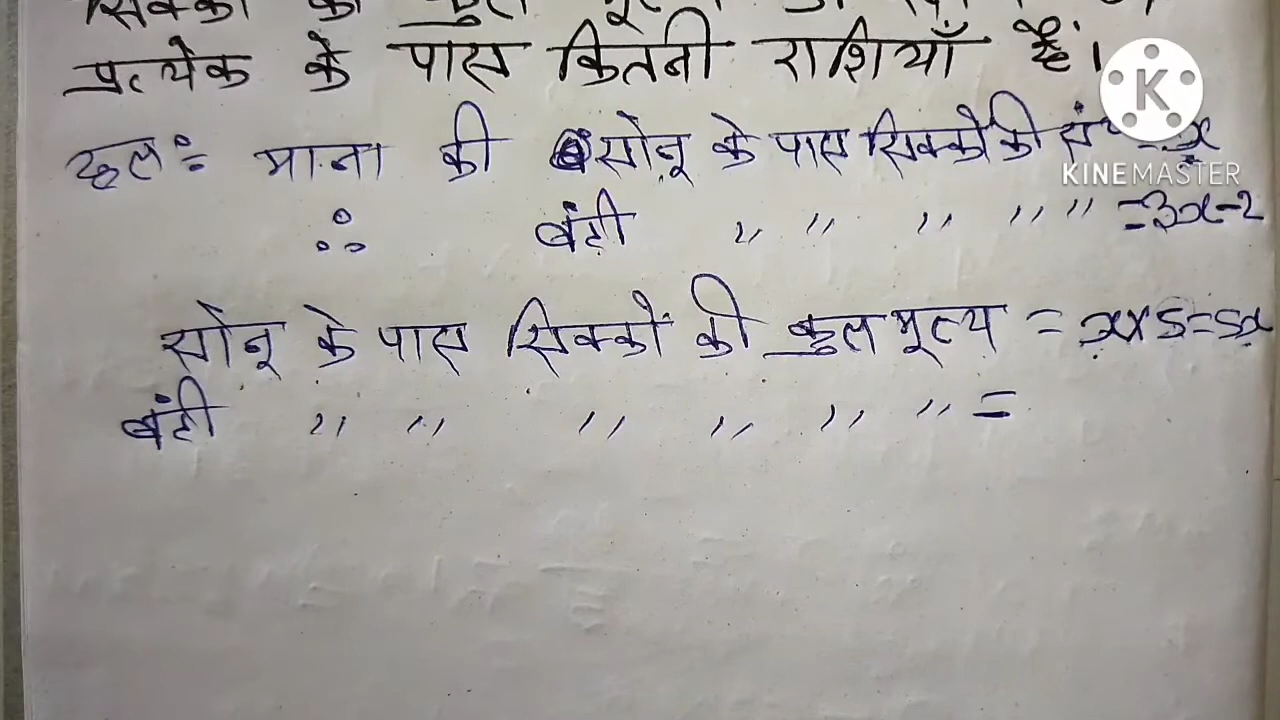 सिक्कों का कुल
प्रत्येक के पास कितनी राशियाँ हैं।
K
KINEMASTER
हल:- माना की सोनू के पास सिक्कों की सं = x
∴ बंटी " " " " " = 3x-2
सोनू के पास सिक्कों की कुल मूल्य = x×5=5x
बंटी " " " " " " =